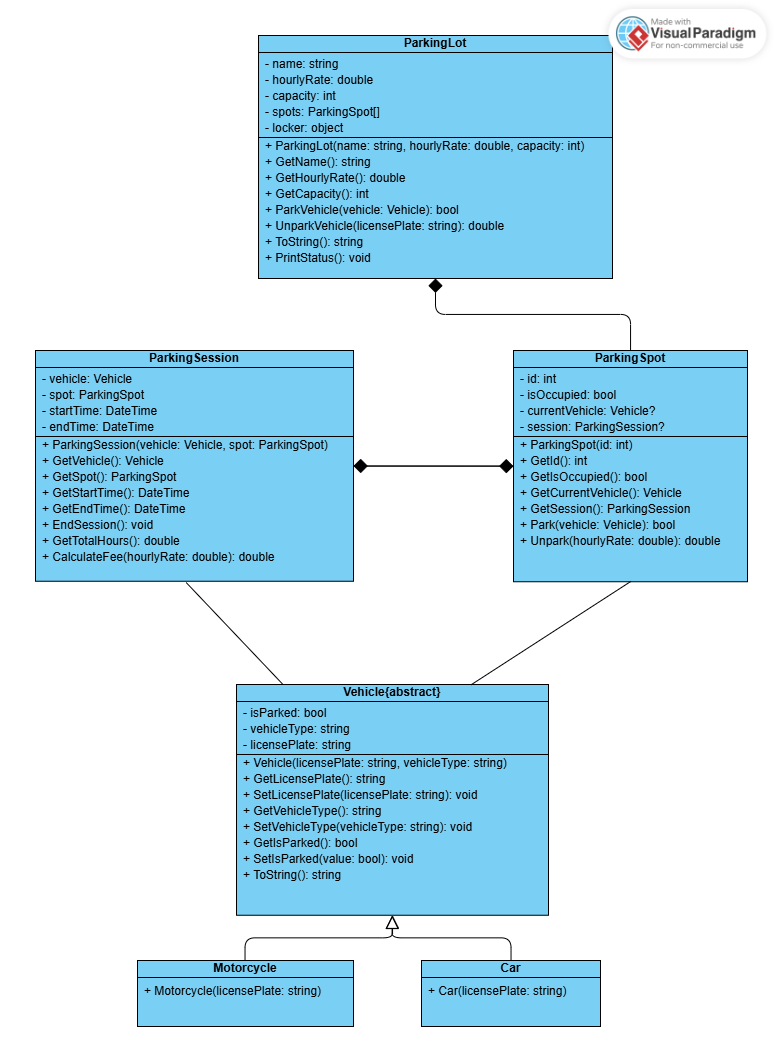 Made with
VisualParadigm
For non-commercial use
ParkingLot
- name: string
- hourlyRate: double
- capacity: int
- spots: ParkingSpot[]
- locker: object
+ ParkingLot(name: string, hourlyRate: double, capacity: int)
+ GetName(): string
+ GetHourlyRate(): double
+ GetCapacity(): int
+ ParkVehicle(vehicle: Vehicle): bool
+ UnparkVehicle(licensePlate: string): double
+ ToString(): string
+ PrintStatus(): void
ParkingSession
- vehicle: Vehicle
- spot: ParkingSpot
- startTime: DateTime
- endTime: DateTime
+ ParkingSession(vehicle: Vehicle, spot: ParkingSpot)
+ GetVehicle(): Vehicle
+ GetSpot(): ParkingSpot
+ GetStartTime(): DateTime
+ GetEndTime(): DateTime
+ EndSession(): void
+ GetTotalHours(): double
+ CalculateFee(hourlyRate: double): double
ParkingSpot
- id: int
- isOccupied: bool
- currentVehicle: Vehicle?
- session: ParkingSession?
+ ParkingSpot(id: int)
+ GetId(): int
+ GetIsOccupied(): bool
+ GetCurrentVehicle(): Vehicle
+ GetSession(): ParkingSession
+ Park(vehicle: Vehicle): bool
+ Unpark(hourlyRate: double): double
Vehicle{abstract}
- isParked: bool
- vehicleType: string
- licensePlate: string
+ Vehicle(licensePlate: string, vehicleType: string)
+ GetLicensePlate(): string
+ SetLicensePlate(licensePlate: string): void
+ GetVehicleType(): string
+ SetVehicleType(vehicleType: string): void
+ GetIsParked(): bool
+ SetIsParked(value: bool): void
+ ToString(): string
Motorcycle
+ Motorcycle(licensePlate: string)
Car
+ Car(licensePlate: string)